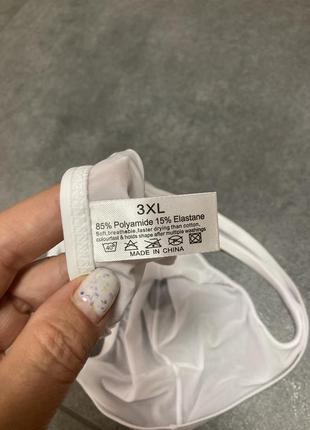 3XL
85% Polyamide 15% Elastane
Soft,breathable,faster drying than cotton,
colourfast & holds shape after multiple washings
40°
MADE IN CHINA